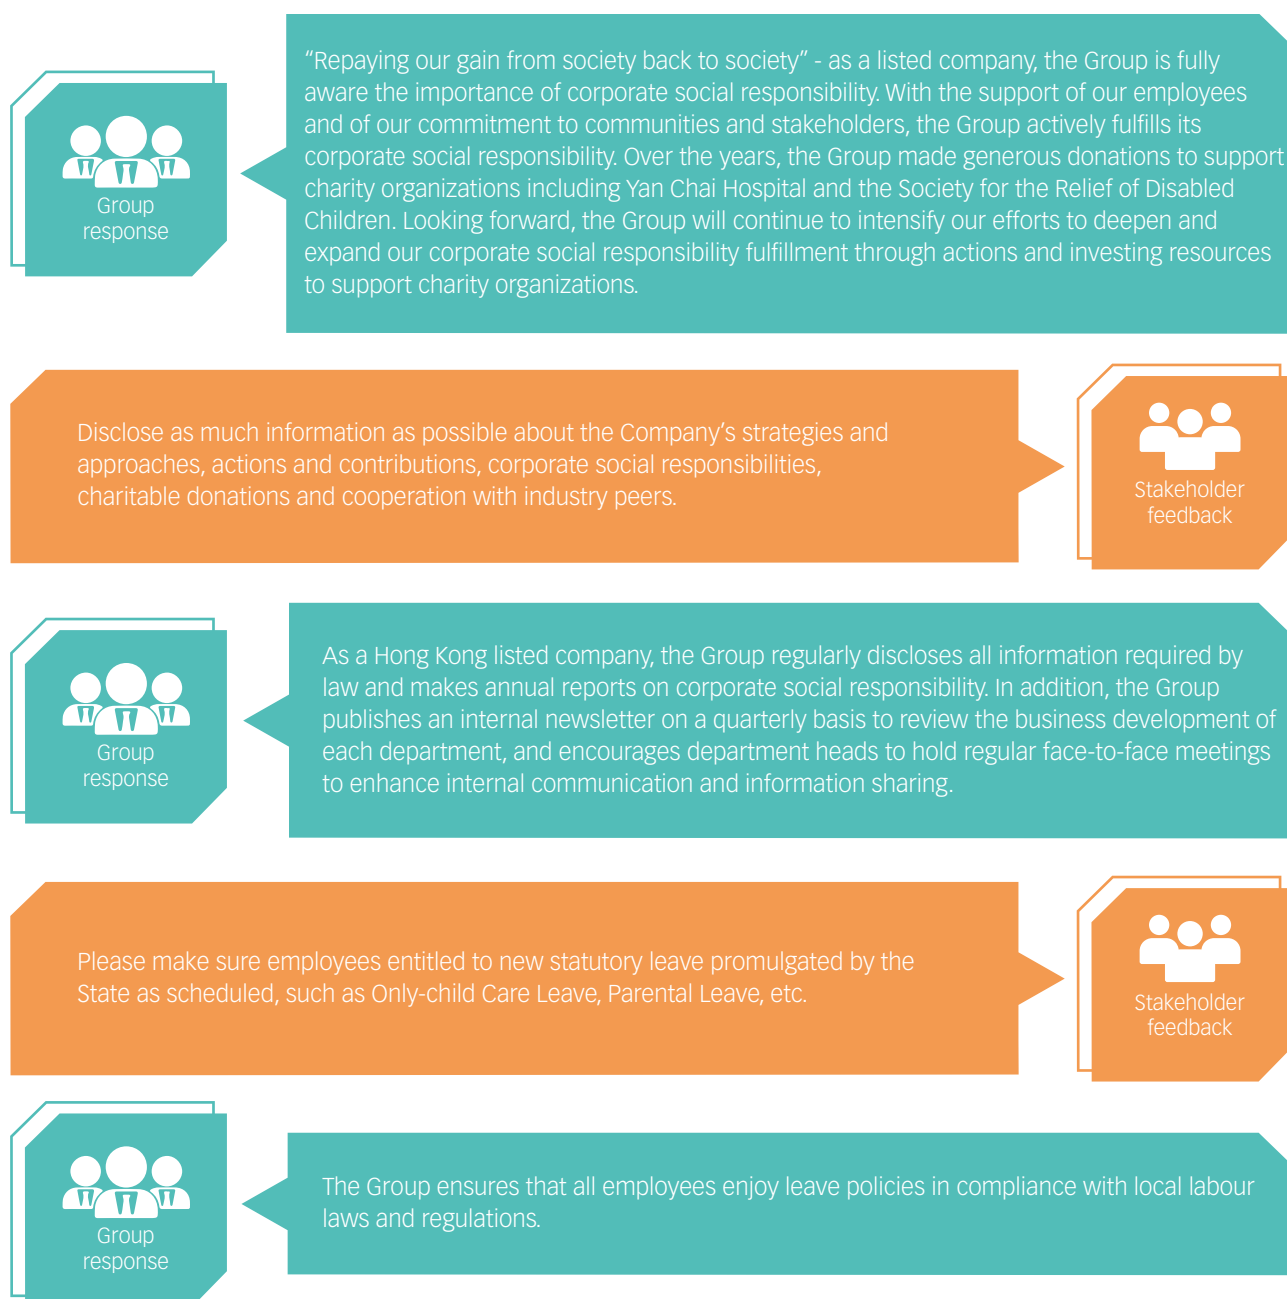 “Repaying our gain from society back to society” - as a listed company, the Group is fully
aware the importance of corporate social responsibility. With the support of our employees
and of our commitment to communities and stakeholders, the Group actively fulfills its
corporate social responsibility. Over the years, the Group made generous donations to support
charity organizations including Yan Chai Hospital and the Society for the Relief of Disabled
Children. Looking forward, the Group will continue to intensify our efforts to deepen and
expand our corporate social responsibility fulfillment through actions and investing resources
to support charity organizations.
Group
response
Disclose as much information as possible about the Company’s strategies and
approaches, actions and contributions, corporate social responsibilities,
charitable donations and cooperation with industry peers.
Stakeholder
feedback
As a Hong Kong listed company, the Group regularly discloses all information required by
law and makes annual reports on corporate social responsibility. In addition, the Group
publishes an internal newsletter on a quarterly basis to review the business development of
each department, and encourages department heads to hold regular face-to-face meetings
to enhance internal communication and information sharing.
Group
response
Please make sure employees entitled to new statutory leave promulgated by the
State as scheduled, such as Only-child Care Leave, Parental Leave, etc.
Stakeholder
feedback
The Group ensures that all employees enjoy leave policies in compliance with local labour
laws and regulations.
Group
response